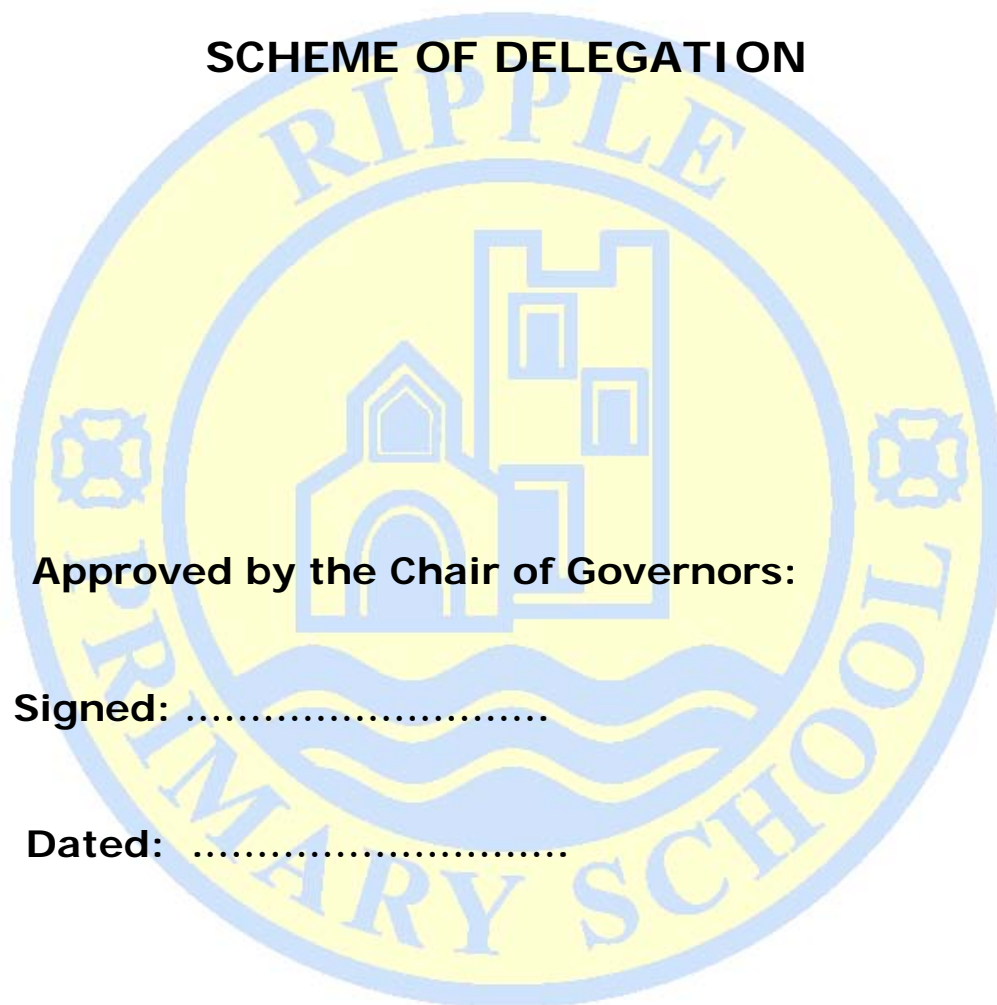 SCHEME OF DELEGATION
RIPPLE
Approved by the Chair of Governors:
Signed: ............................
Dated: .............................
PRIMARY SCHOOL